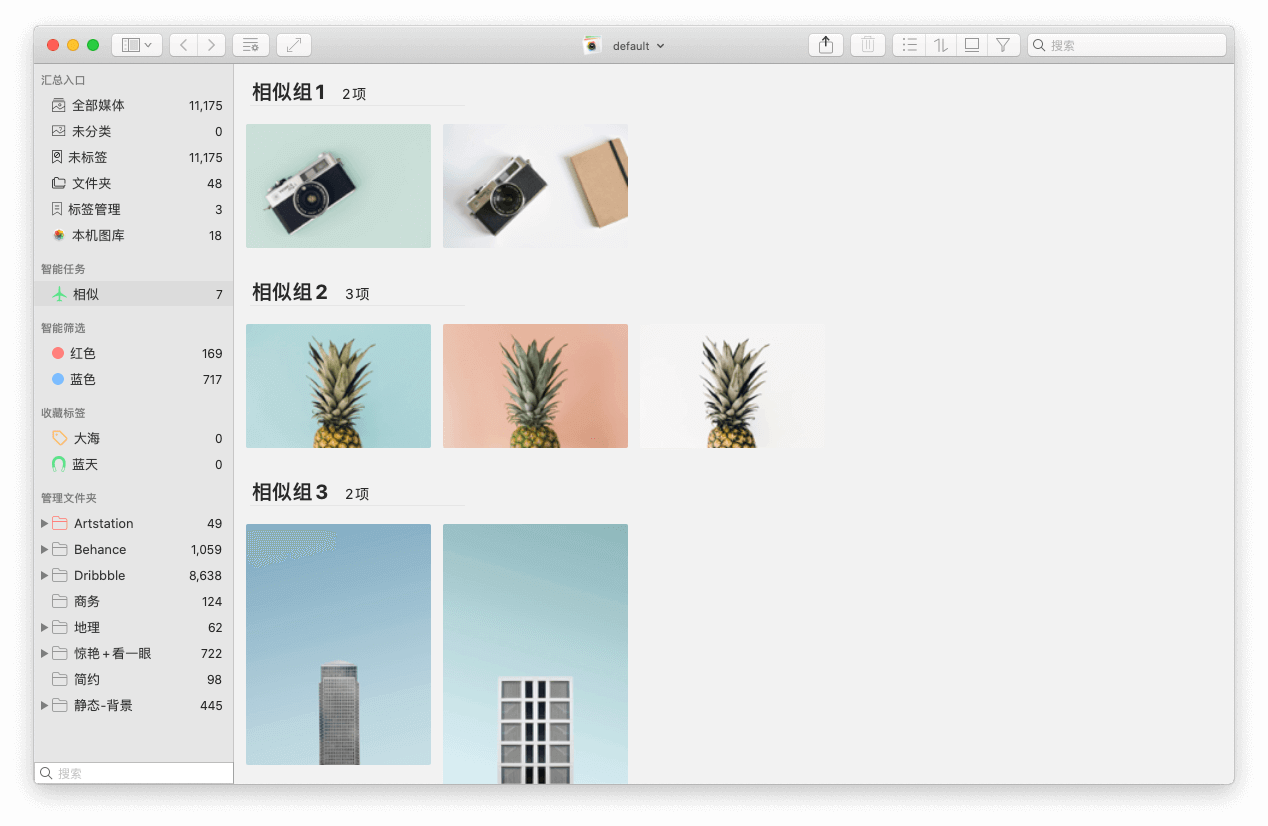 default
搜索
汇总入口
全部媒体 11,175
未分类 0
未标签 11,175
文件夹 48
标签管理 3
本机图库 18
智能任务
相似 7
智能筛选
红色 169
蓝色 717
收藏标签
大海 0
蓝天 0
管理文件夹
Artstation 49
Behance 1,059
Dribbble 8,638
商务 124
地理 62
惊艳+看一眼 722
简约 98
静态-背景 445
搜索
相似组1 2项
相似组2 3项
相似组3 2项